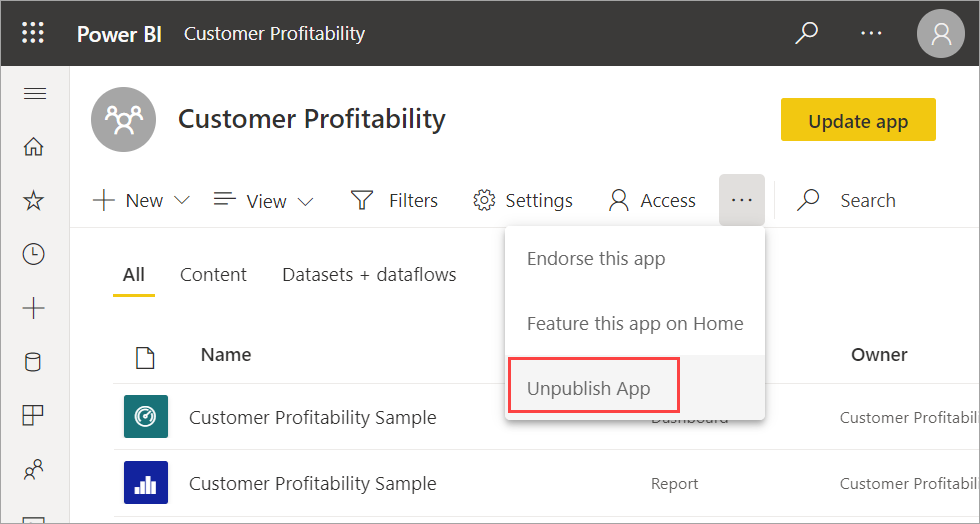 Power BI Customer Profitability
Customer Profitability
Update app
New View Filters Settings Access Search
Endorse this app
All Content Datasets + dataflows
Feature this app on Home
Name Owner
Unpublish App
Customer Profitability Sample Dashboard Customer Profitabil
Customer Profitability Sample Report Customer Profitabil